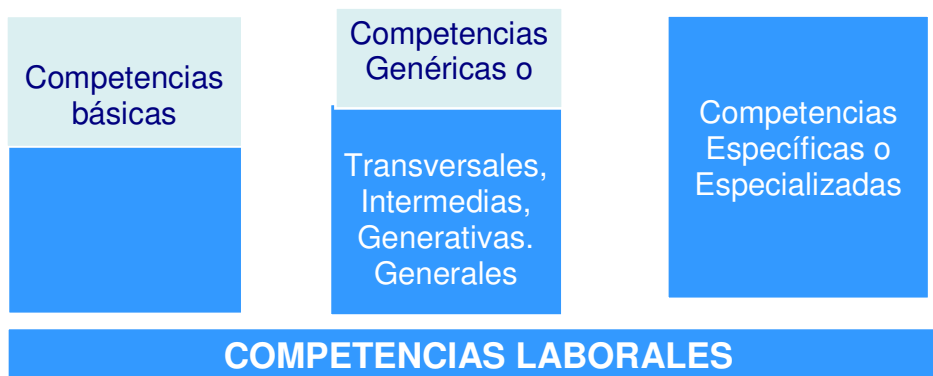 Competencias
básicas
Competencias
Genéricas o
Transversales,
Intermedias,
Generativas.
Generales
Competencias
Específicas o
Especializadas
COMPETENCIAS LABORALES